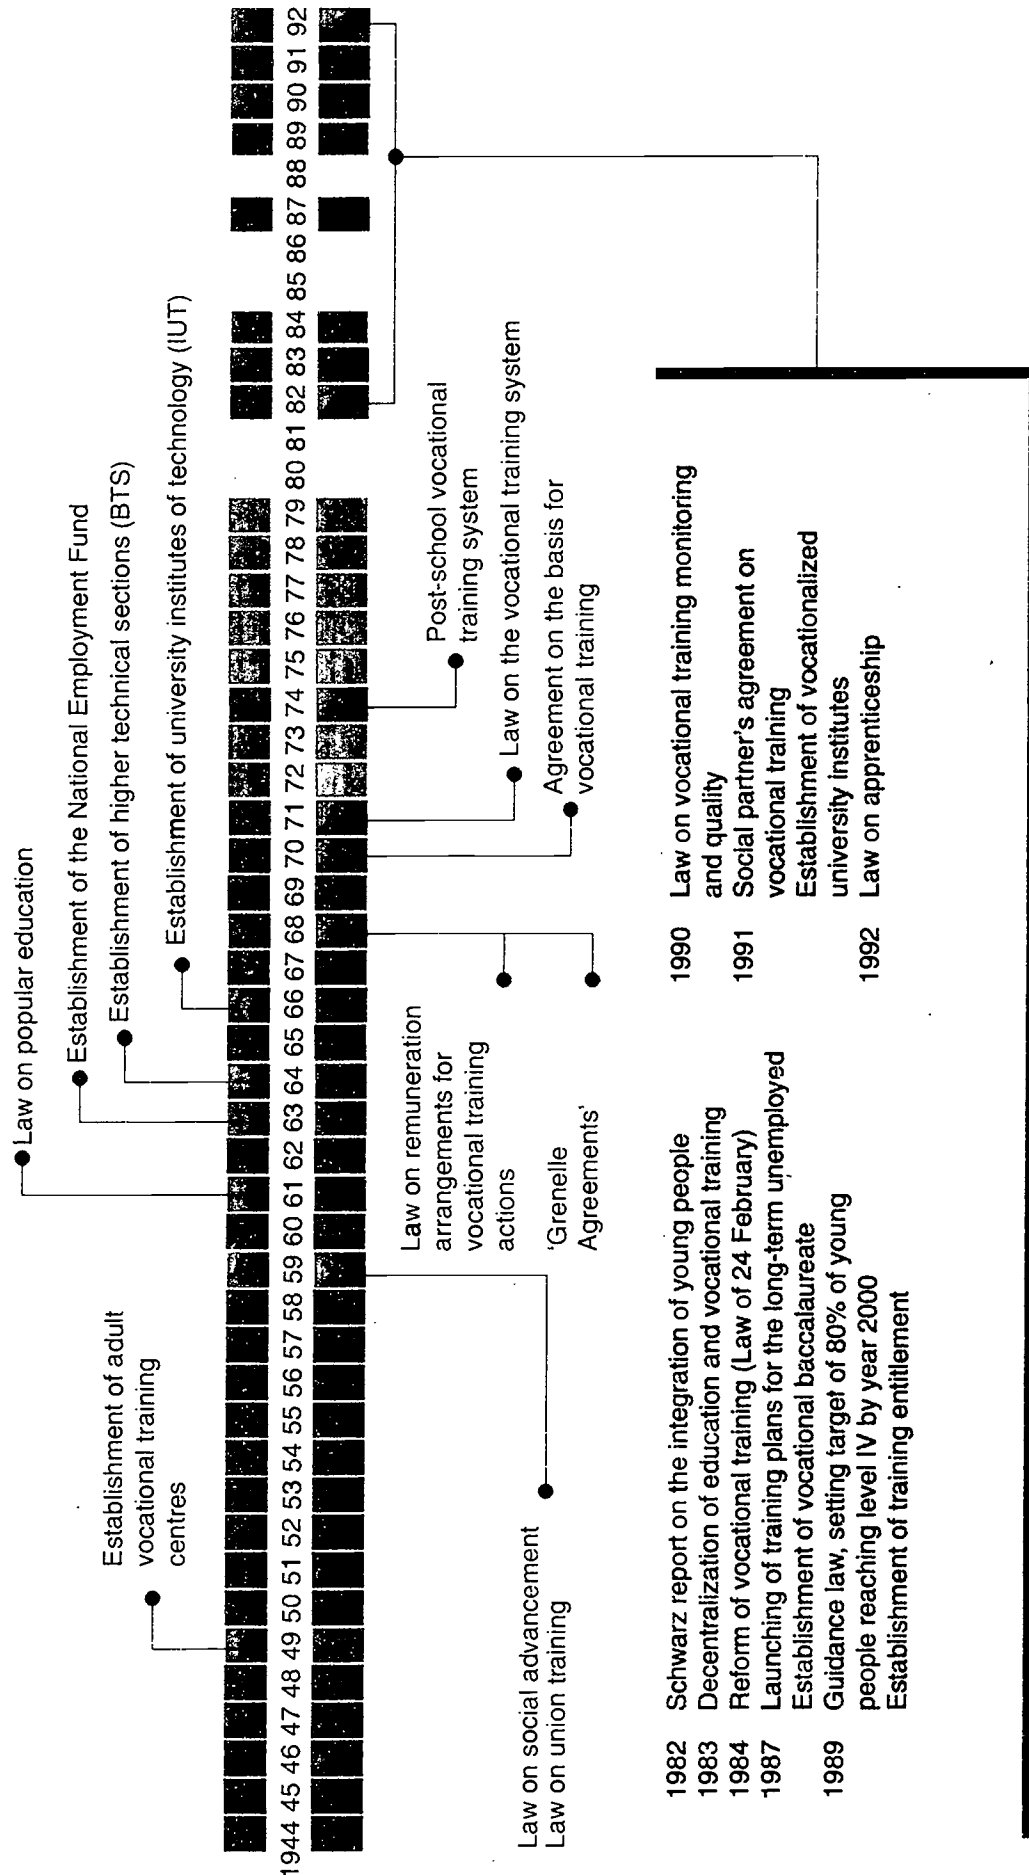 Law on popular education
Establishment of the National Employment Fund
Establishment of higher technical sections (BTS)
Establishment of adult
vocational training
centres
Establishment of university institutes of technology (IUT)
1944 45 46 47 48 49 50 51 52 53 54 55 56 57 58 59 60 61 62 63 64 65 66 67 68 69 70 71 72 73 74 75 76 77 78 79 80 81 82 83 84 85 86 87 88 89 90 91 92
Law on remuneration
arrangements for
vocational training
actions
Post-school vocational
training system
Law on the vocational training system
Law on social advancement
Law on union training
'Grenelle
Agreements'
Agreement on the basis for
vocational training
1982 Schwarz report on the integration of young people
1983 Decentralization of education and vocational training
1984 Reform of vocational training (Law of 24 February)
1987 Launching of training plans for the long-term unemployed
Establishment of vocational baccalaureate
1989 Guidance law, setting target of 80% of young
people reaching level IV by year 2000
Establishment of training entitlement
1990 Law on vocational training monitoring
and quality
1991 Social partner's agreement on
vocational training
Establishment of vocationalized
university institutes
1992 Law on apprenticeship